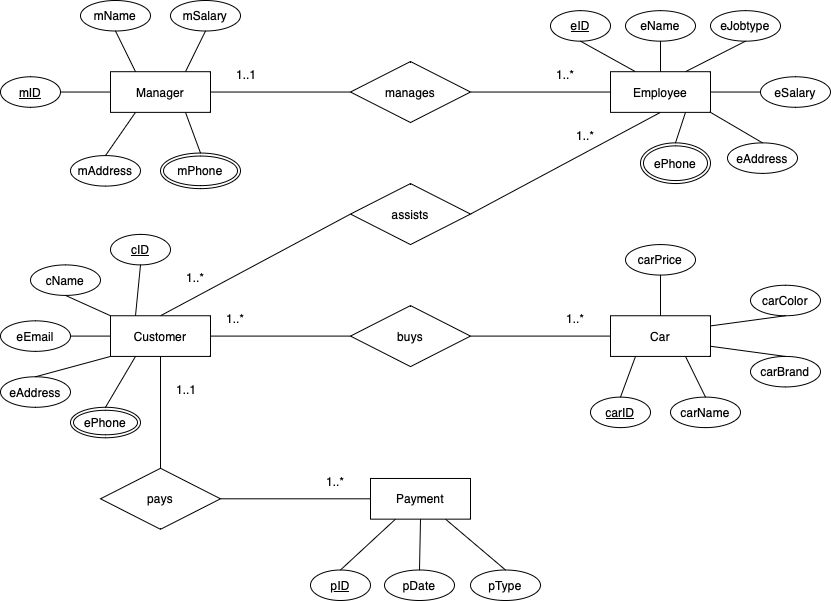 mName
mSalary
eID
eName
eJobtype
1..1
1..*
mID
Manager
manages
Employee
eSalary
1..*
mAddress
mPhone
ePhone
eAddress
assists
cID
cName
1..*
carPrice
carColor
1..*
1..*
eEmail
Customer
buys
Car
carBrand
eAddress
1..1
ePhone
carID
carName
1..*
pays
Payment
pID
pDate
pType